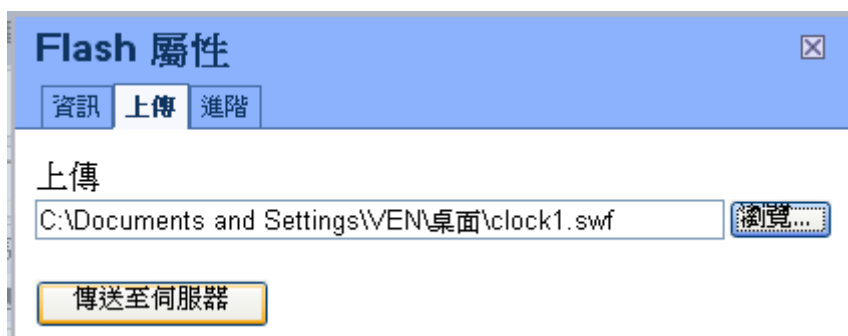 Flash 屬性
資訊 上傳 進階
上傳
C:\Documents and Settings\VEN\桌面\clock1.swf 瀏覽...
傳送至伺服器